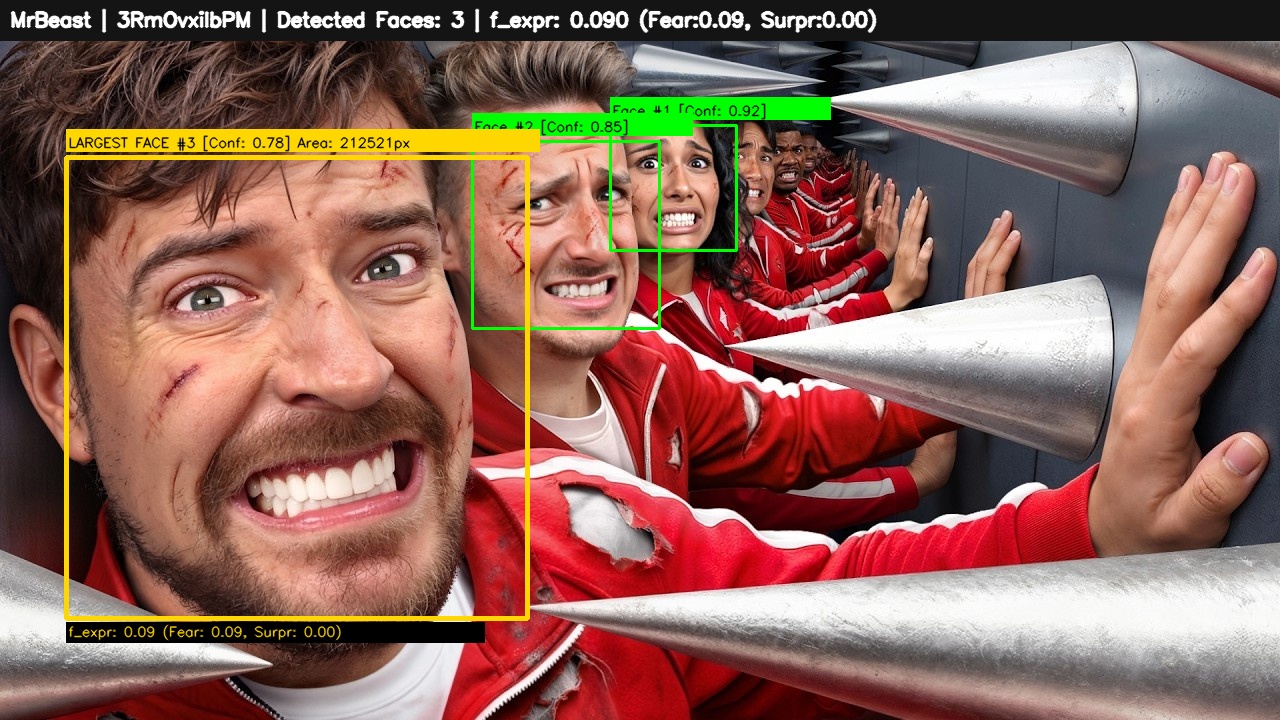 MrBeast | 3RmOvxiIbPM | Detected Faces: 3 | f_expr: 0.090 (Fear:0.09, Surpr:0.00)
Face #1 [Conf: 0.92]
Face #2 [Conf: 0.85]
LARGEST FACE #3 [Conf: 0.78] Area: 212521px
f_expr: 0.09 (Fear: 0.09, Surpr: 0.00)